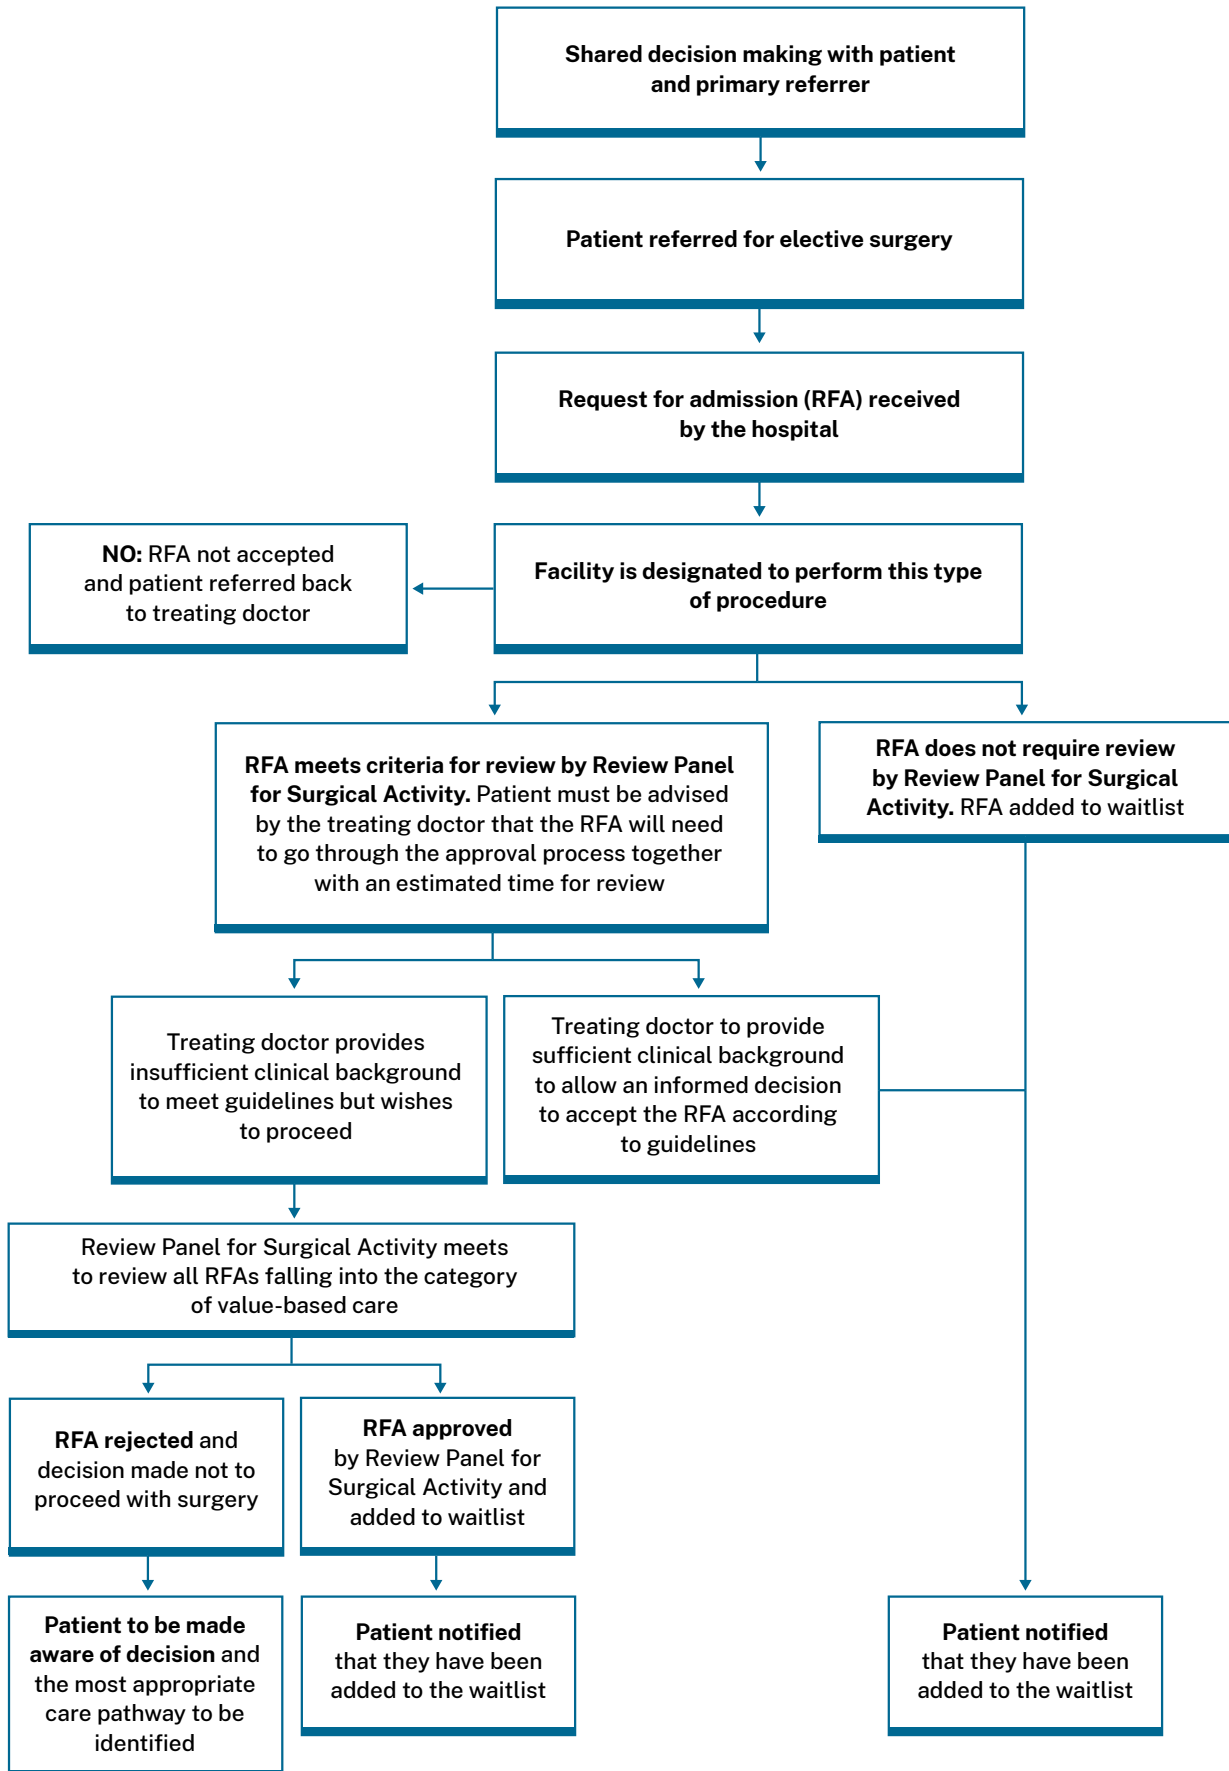 Shared decision making with patient
and primary referrer
Patient referred for elective surgery
Request for admission (RFA) received
by the hospital
NO: RFA not accepted
and patient referred back
to treating doctor
Facility is designated to perform this type
of procedure
RFA meets criteria for review by Review Panel
for Surgical Activity. Patient must be advised
by the treating doctor that the RFA will need
to go through the approval process together
with an estimated time for review
RFA does not require review
by Review Panel for Surgical
Activity. RFA added to waitlist
Treating doctor provides
insufficient clinical background
to meet guidelines but wishes
to proceed
Treating doctor to provide
sufficient clinical background
to allow an informed decision
to accept the RFA according
to guidelines
Review Panel for Surgical Activity meets
to review all RFAs falling into the category
of value-based care
RFA rejected and
decision made not to
proceed with surgery
RFA approved
by Review Panel for
Surgical Activity and
added to waitlist
Patient to be made
aware of decision and
the most appropriate
care pathway to be
identified
Patient notified
that they have been
added to the waitlist
Patient notified
that they have been
added to the waitlist